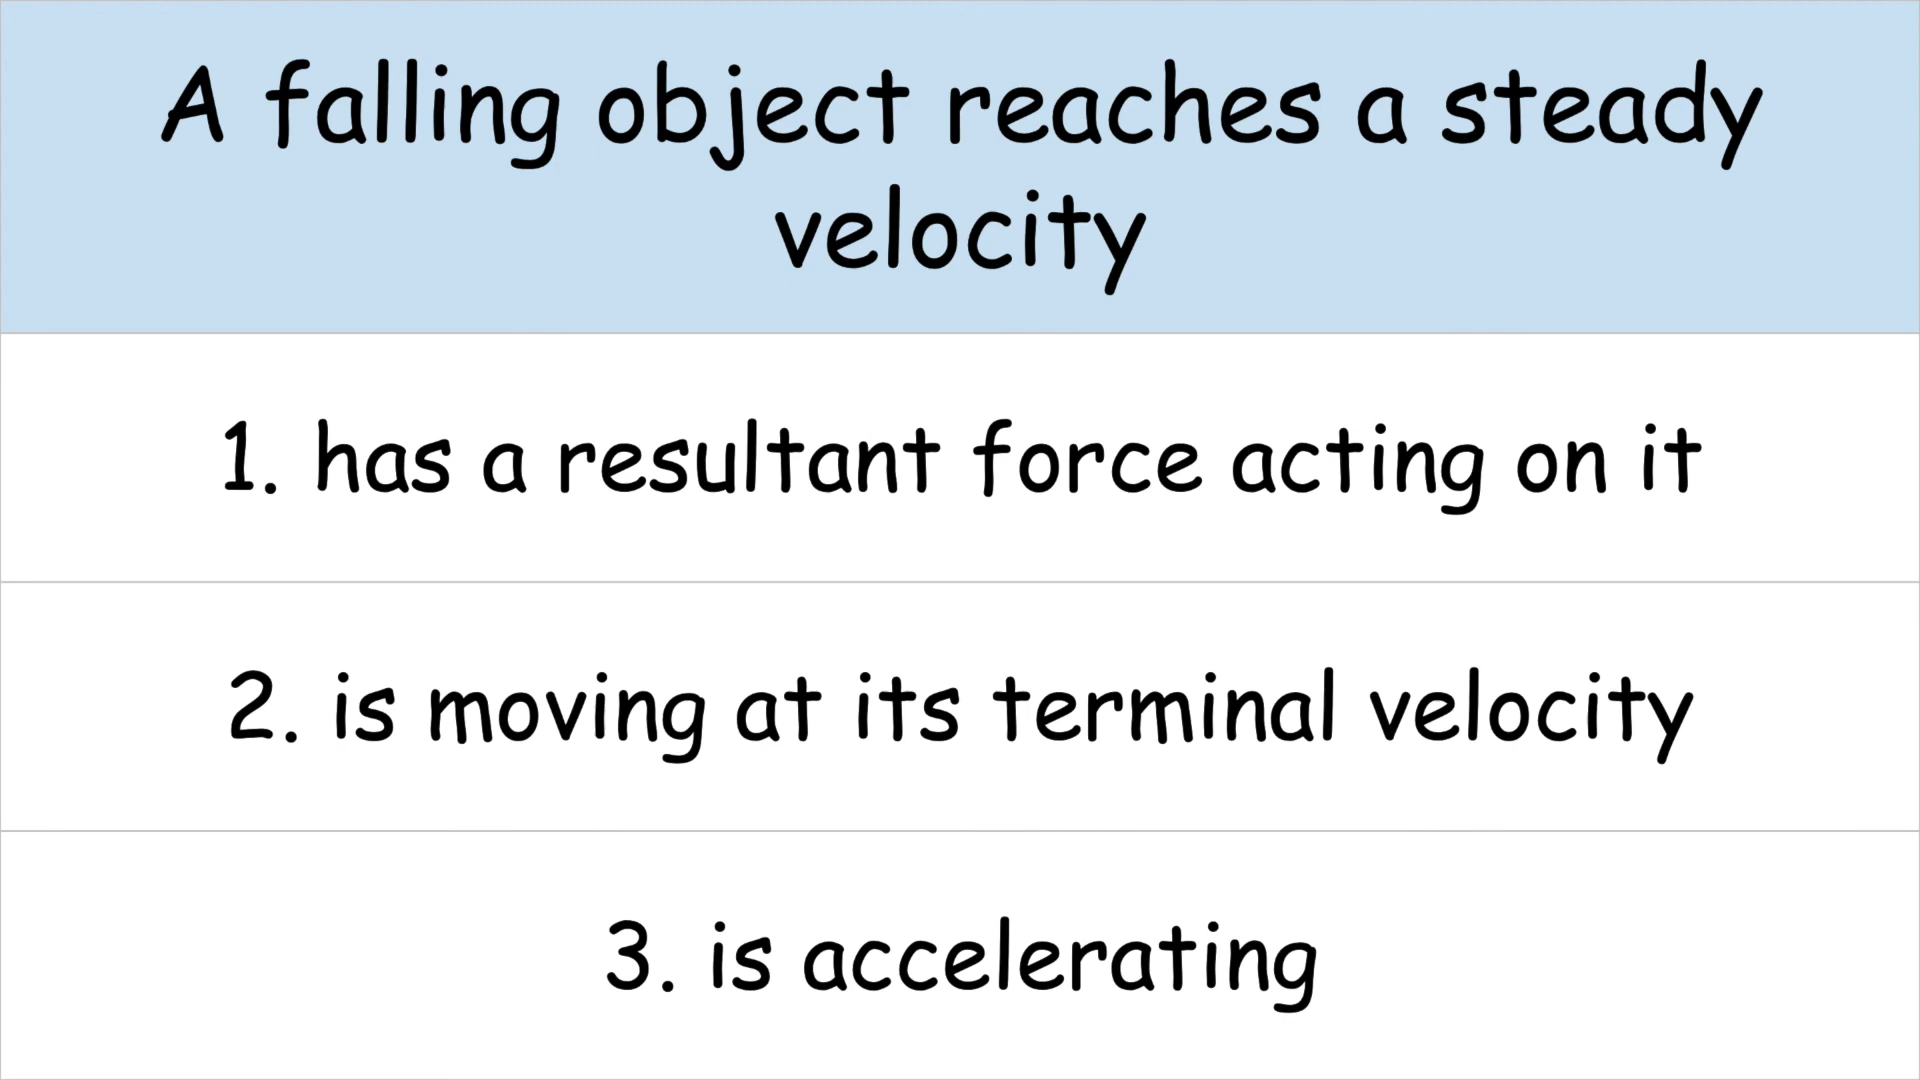 A falling object reaches a steady
velocity
1. has a resultant force acting on it
2. is moving at its terminal velocity
3. is accelerating